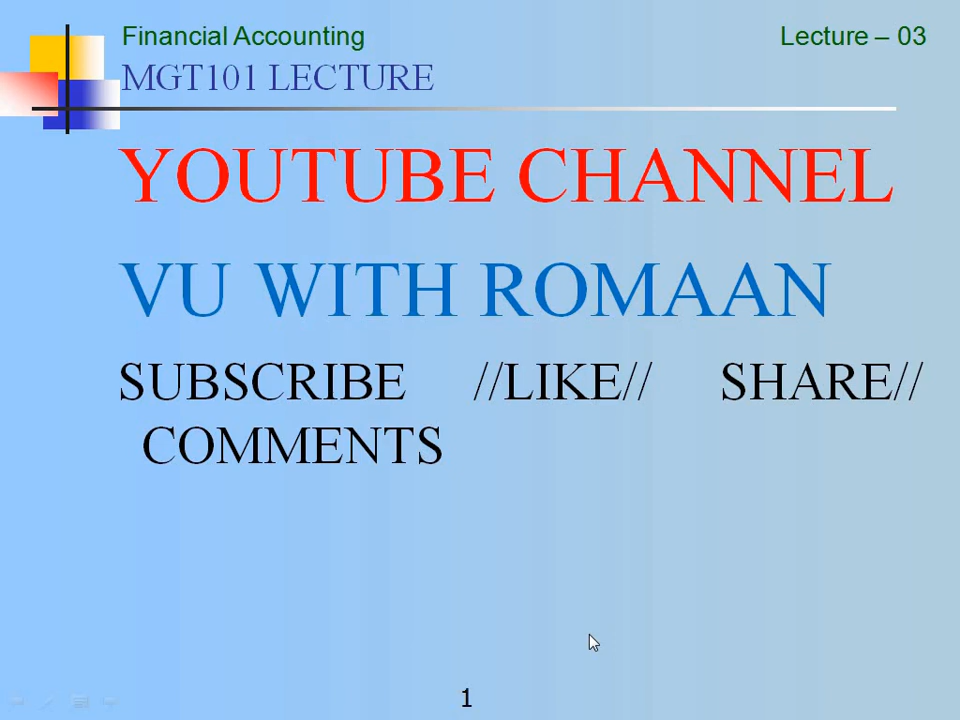 Financial Accounting Lecture – 03
MGT101 LECTURE
YOUTUBE CHANNEL
VU WITH ROMAAN
SUBSCRIBE //LIKE// SHARE//
COMMENTS
1